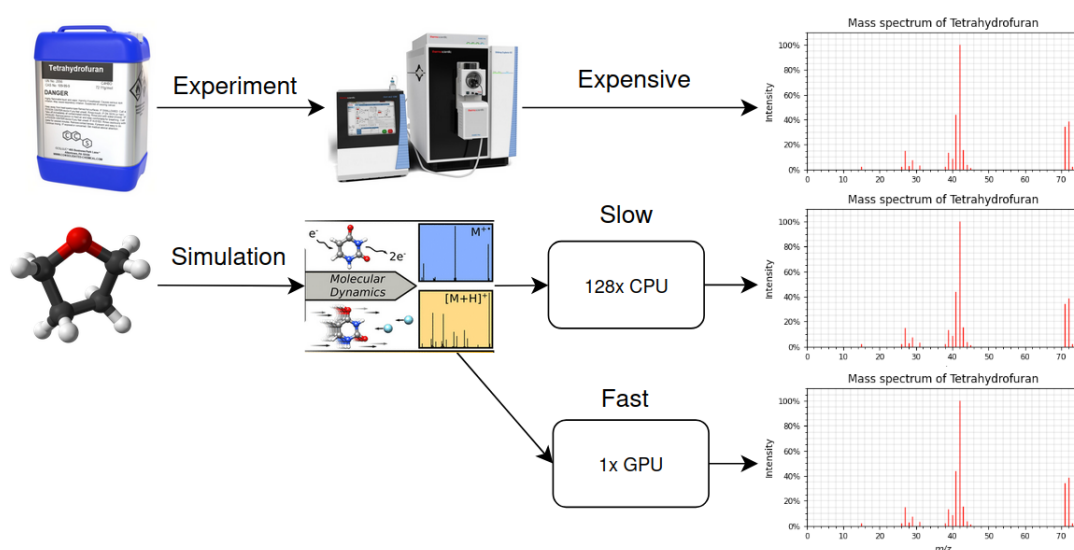 Mass spectrum of Tetrahydrofuran
Intensity
100%
80%
60%
40%
20%
0%
0 10 20 30 40 50 60 70
Tetrahydrofuran
DANGER
E C S
Experiment
Expensive
Simulation
e-
2e-
Molecular
Dynamics
M+•
[M+H]+
Slow
128x CPU
Mass spectrum of Tetrahydrofuran
Intensity
100%
80%
60%
40%
20%
0%
0 10 20 30 40 50 60 70
Fast
1x GPU
Mass spectrum of Tetrahydrofuran
Intensity
100%
80%
60%
40%
20%
0%
0 10 20 30 40 50 60 70
m/z